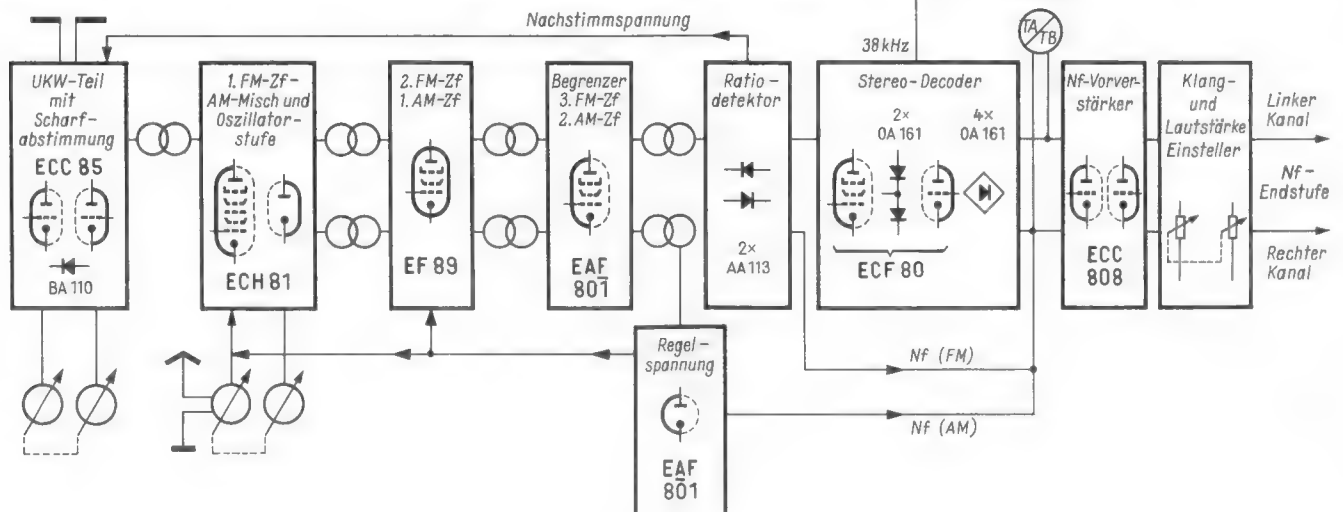 Nachstimmspannung
38 kHz
TA/TB
UKW-Teil
mit
Scharf-
abstimmung
ECC 85
BA 110
1. FM-Zf-
AM-Misch und
Oszillator-
stufe
ECH 81
2. FM-Zf
1. AM-Zf
EF 89
Begrenzer
3. FM-Zf
2. AM-Zf
EAF
801
Ratio-
detektor
2×
AA 113
Stereo-Decoder
2×
OA 161
4×
OA 161
ECF 80
Nf-Vorver-
stärker
ECC
808
Klang-
und
Lautstärke
Einsteller
Linker
Kanal
Nf-
Endstufe
Rechter
Kanal
Regel-
spannung
EAF
801
Nf (FM)
Nf (AM)